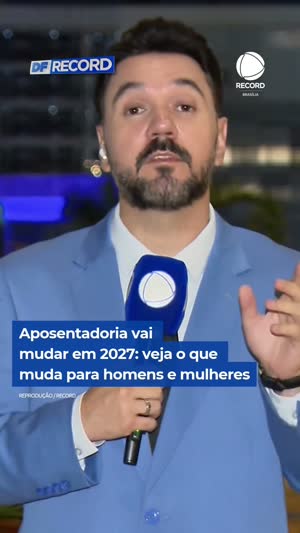 DF RECORD
RECORD
BRASÍLIA
Aposentadoria vai
mudar em 2027: veja o que
muda para homens e mulheres
REPRODUÇÃO / RECORD